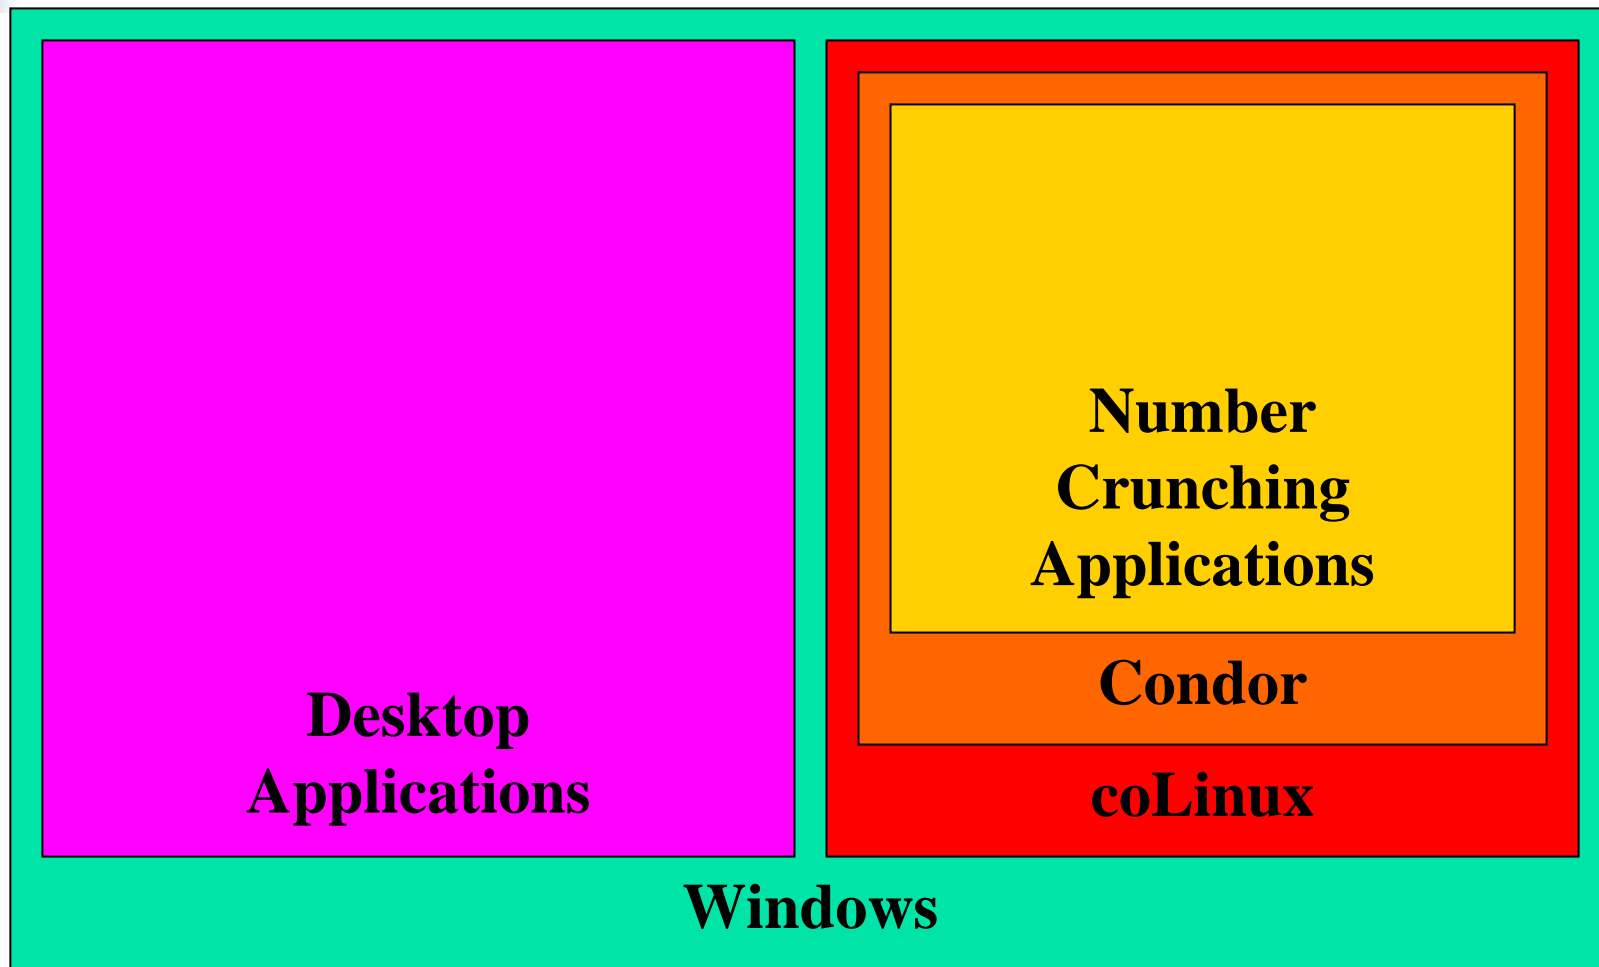 Desktop
Applications
Number
Crunching
Applications
Condor
coLinux
Windows